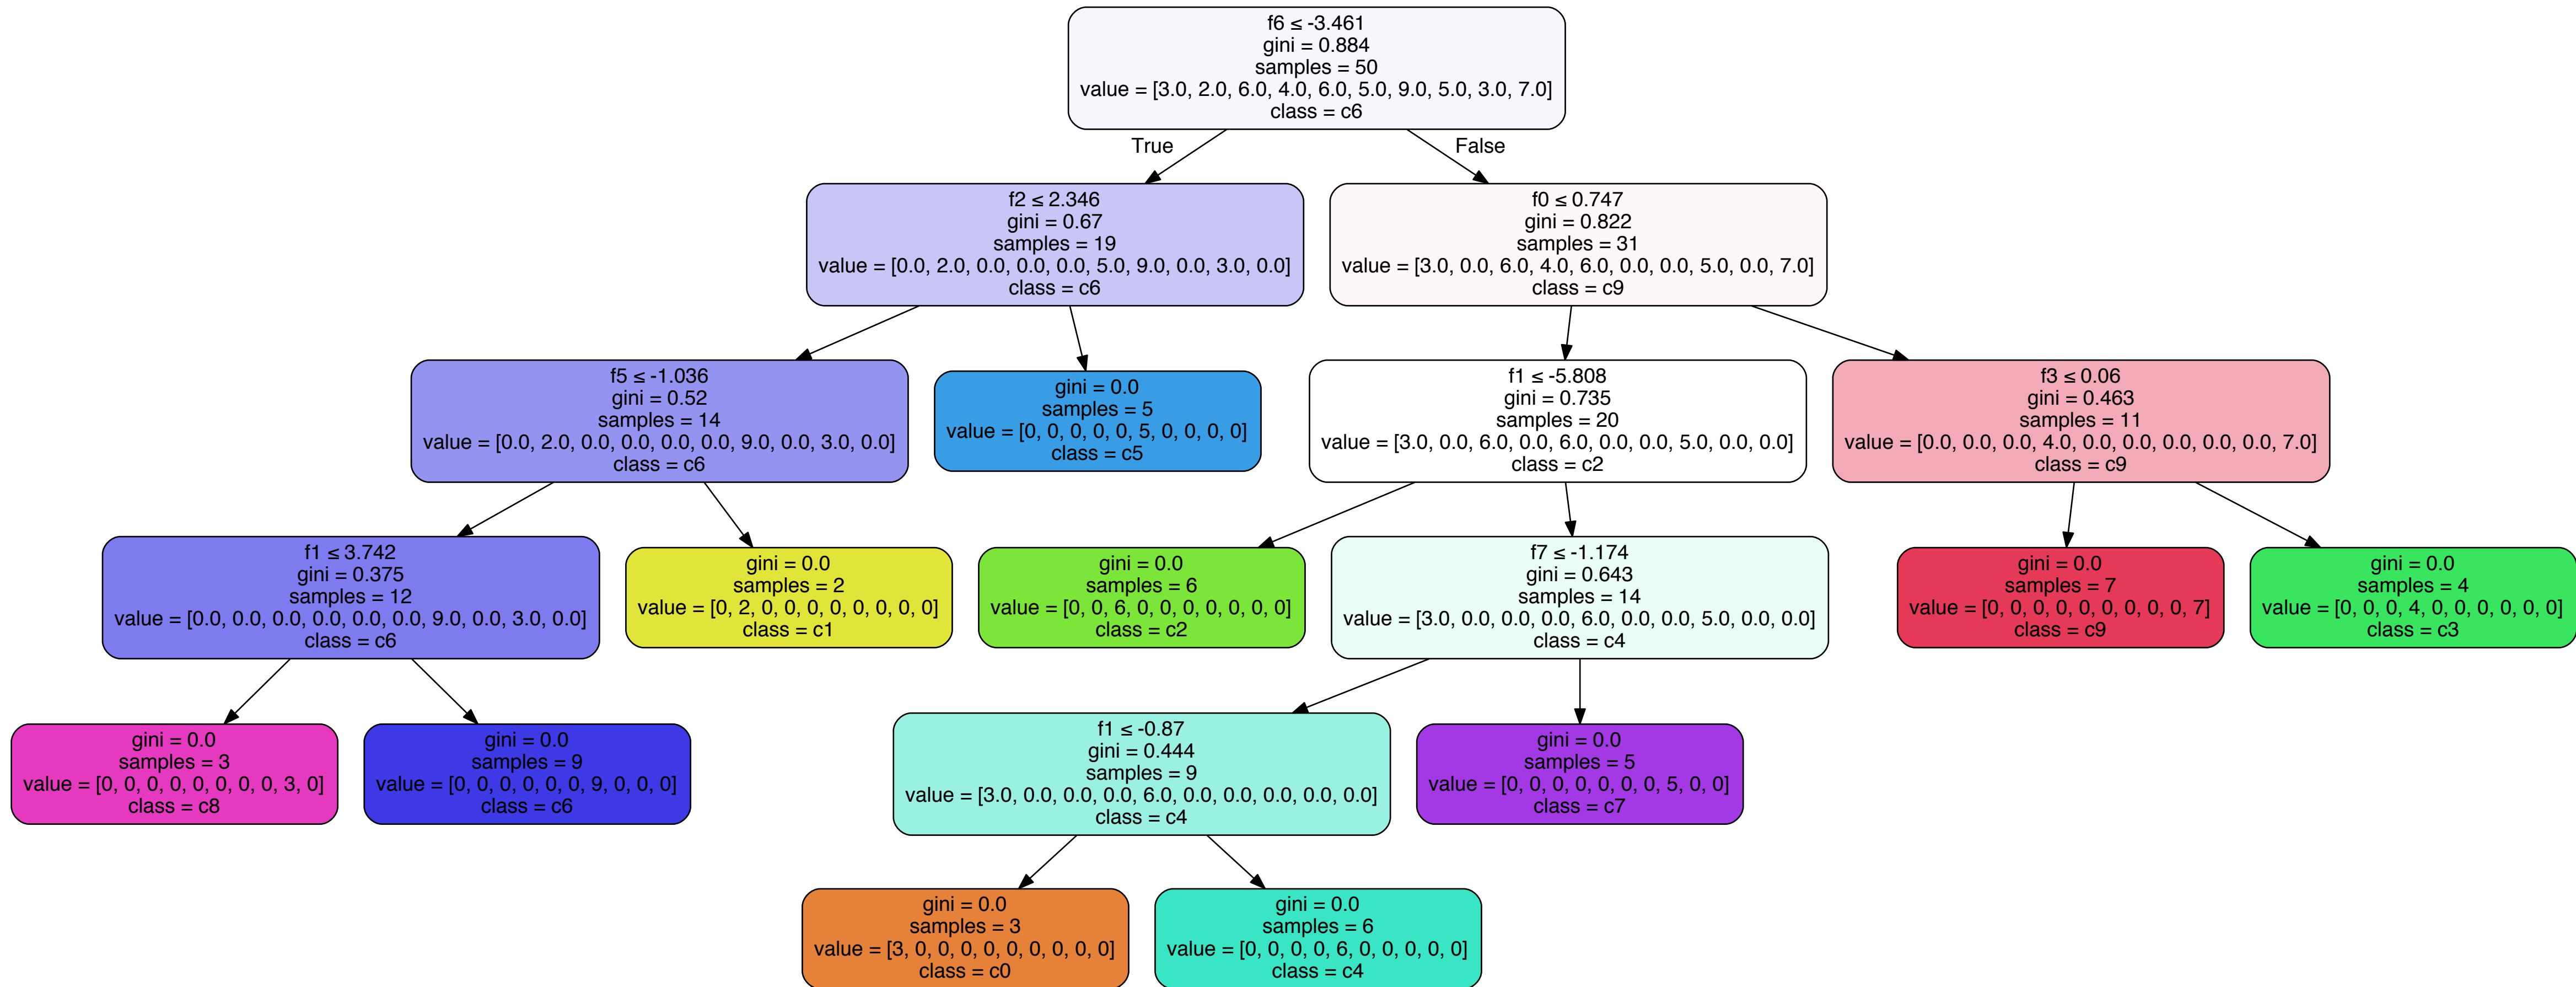 f6 ≤ -3.461
gini = 0.884
samples = 50
value = [3.0, 2.0, 6.0, 4.0, 6.0, 5.0, 9.0, 5.0, 3.0, 7.0]
class = c6
True
False
f2 ≤ 2.346
gini = 0.67
samples = 19
value = [0.0, 2.0, 0.0, 0.0, 0.0, 5.0, 9.0, 0.0, 3.0, 0.0]
class = c6
f0 ≤ 0.747
gini = 0.822
samples = 31
value = [3.0, 0.0, 6.0, 4.0, 6.0, 0.0, 0.0, 5.0, 0.0, 7.0]
class = c9
f5 ≤ -1.036
gini = 0.52
samples = 14
value = [0.0, 2.0, 0.0, 0.0, 0.0, 0.0, 9.0, 0.0, 3.0, 0.0]
class = c6
gini = 0.0
samples = 5
value = [0, 0, 0, 0, 0, 5, 0, 0, 0, 0]
class = c5
f1 ≤ -5.808
gini = 0.735
samples = 20
value = [3.0, 0.0, 6.0, 0.0, 6.0, 0.0, 0.0, 5.0, 0.0, 0.0]
class = c2
f3 ≤ 0.06
gini = 0.463
samples = 11
value = [0.0, 0.0, 0.0, 4.0, 0.0, 0.0, 0.0, 0.0, 0.0, 7.0]
class = c9
f1 ≤ 3.742
gini = 0.375
samples = 12
value = [0.0, 0.0, 0.0, 0.0, 0.0, 0.0, 9.0, 0.0, 3.0, 0.0]
class = c6
gini = 0.0
samples = 2
value = [0, 2, 0, 0, 0, 0, 0, 0, 0, 0]
class = c1
gini = 0.0
samples = 6
value = [0, 0, 6, 0, 0, 0, 0, 0, 0, 0]
class = c2
f7 ≤ -1.174
gini = 0.643
samples = 14
value = [3.0, 0.0, 0.0, 0.0, 6.0, 0.0, 0.0, 5.0, 0.0, 0.0]
class = c4
gini = 0.0
samples = 7
value = [0, 0, 0, 0, 0, 0, 0, 0, 0, 7]
class = c9
gini = 0.0
samples = 4
value = [0, 0, 0, 4, 0, 0, 0, 0, 0, 0]
class = c3
gini = 0.0
samples = 3
value = [0, 0, 0, 0, 0, 0, 0, 0, 3, 0]
class = c8
gini = 0.0
samples = 9
value = [0, 0, 0, 0, 0, 0, 9, 0, 0, 0]
class = c6
f1 ≤ -0.87
gini = 0.444
samples = 9
value = [3.0, 0.0, 0.0, 0.0, 6.0, 0.0, 0.0, 0.0, 0.0, 0.0]
class = c4
gini = 0.0
samples = 5
value = [0, 0, 0, 0, 0, 0, 0, 5, 0, 0]
class = c7
gini = 0.0
samples = 3
value = [3, 0, 0, 0, 0, 0, 0, 0, 0, 0]
class = c0
gini = 0.0
samples = 6
value = [0, 0, 0, 0, 6, 0, 0, 0, 0, 0]
class = c4